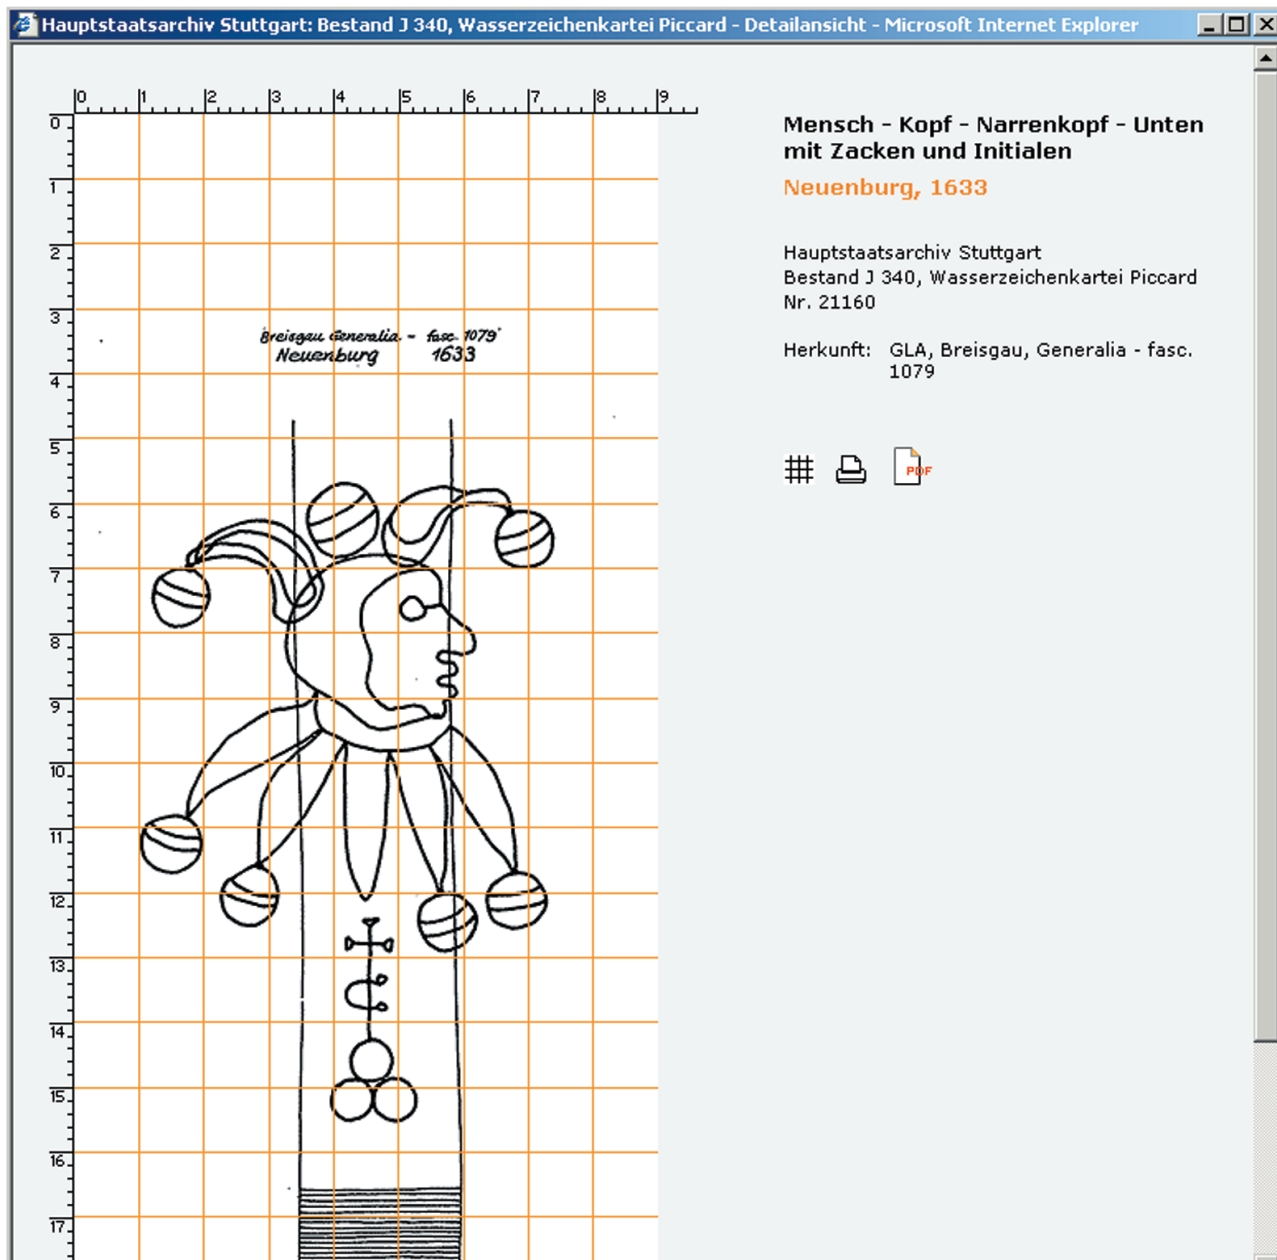 Hauptstaatsarchiv Stuttgart: Bestand J 340, Wasserzeichenkartei Piccard - Detailansicht - Microsoft Internet Explorer
0 1 2 3 4 5 6 7 8 9
0
1
2
3
4
5
6
7
8
9
10
11
12
13
14
15
16
17
Breisgau Generalia - fasc. 1079
Neuenburg 1633
Mensch - Kopf - Narrenkopf - Unten
mit Zacken und Initialen
Neuenburg, 1633
Hauptstaatsarchiv Stuttgart
Bestand J 340, Wasserzeichenkartei Piccard
Nr. 21160
Herkunft: GLA, Breisgau, Generalia - fasc.
1079
PDF